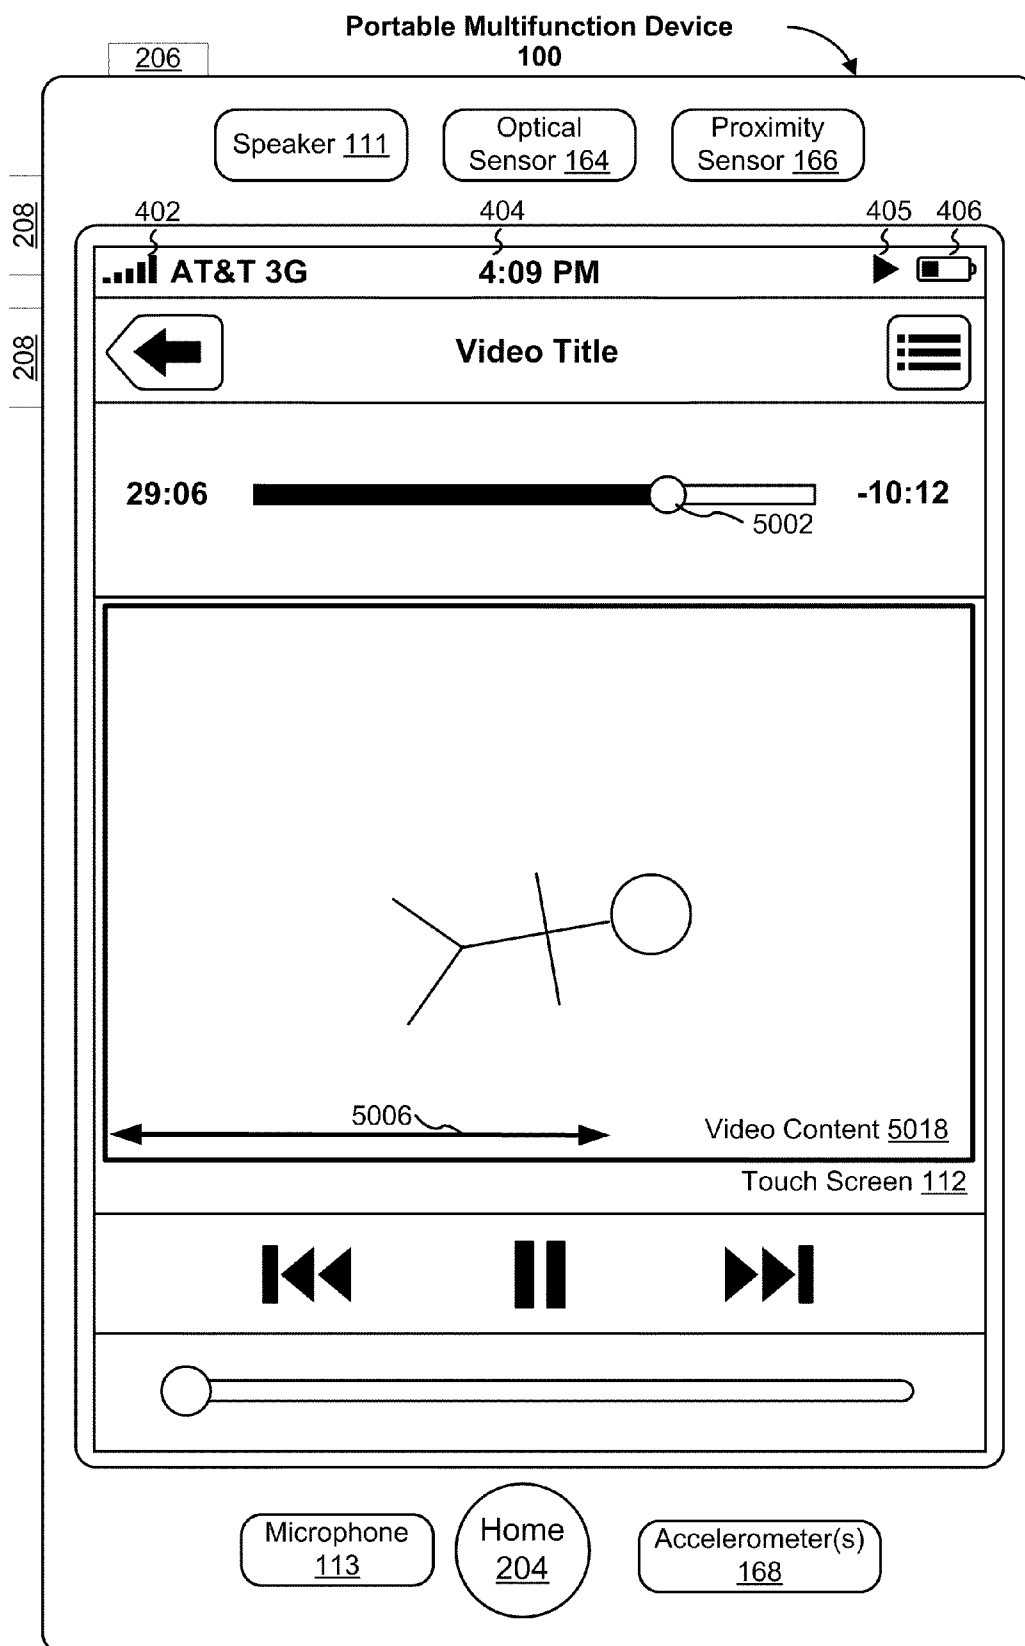 Portable Multifunction Device
100
206
Speaker 111
Optical
Sensor 164
Proximity
Sensor 166
208
402
404
405
406
AT&T 3G
4:09 PM
208
Video Title
29:06
-10:12
5002
5006
Video Content 5018
Touch Screen 112
Microphone
113
Home
204
Accelerometer(s)
168